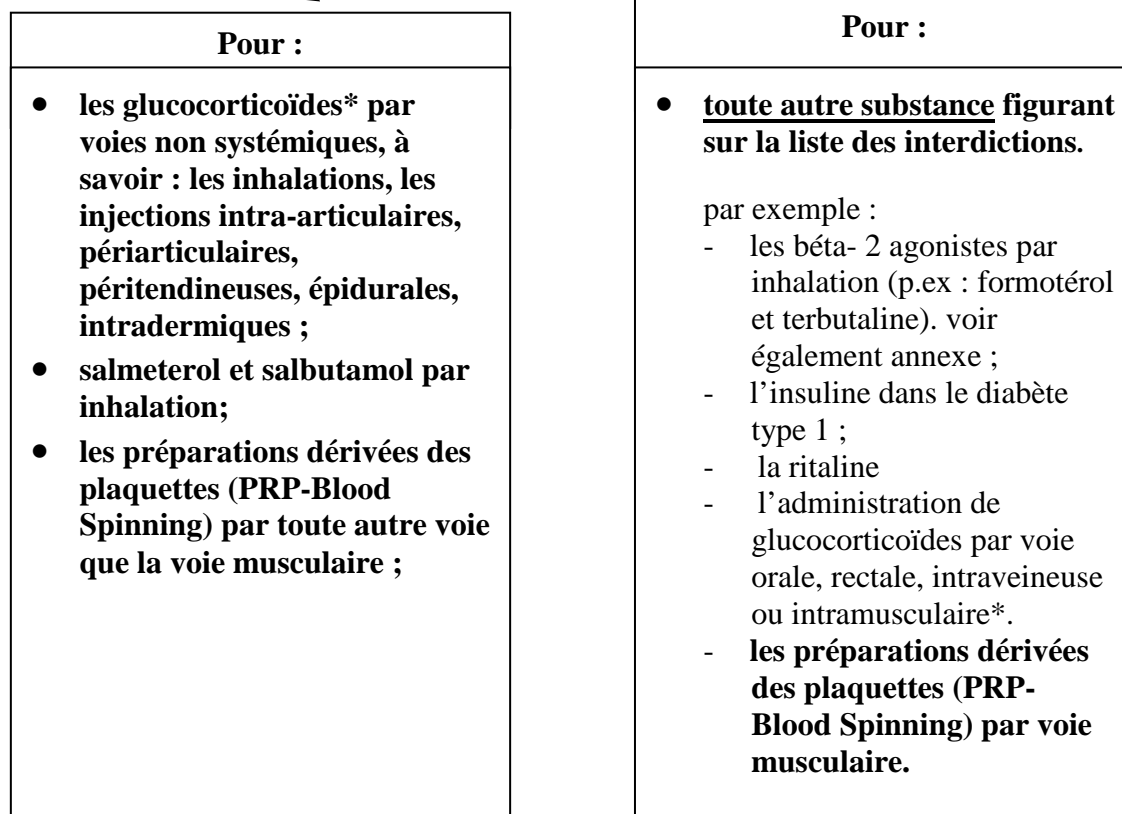 Pour :
• les glucocorticoïdes* par
voies non systémiques, à
savoir : les inhalations, les
injections intra-articulaires,
périarticulaires,
péritendineuses, épidurales,
intradermiques ;
• salmeterol et salbutamol par
inhalation;
• les préparations dérivées des
plaquettes (PRP-Blood
Spinning) par toute autre voie
que la voie musculaire ;
Pour :
• toute autre substance figurant
sur la liste des interdictions.
par exemple :
- les béta- 2 agonistes par
inhalation (p.ex : formotérol
et terbutaline). voir
également annexe ;
- l’insuline dans le diabète
type 1 ;
- la ritaline
- l’administration de
glucocorticoïdes par voie
orale, rectale, intraveineuse
ou intramusculaire*.
- les préparations dérivées
des plaquettes (PRP-
Blood Spinning) par voie
musculaire.